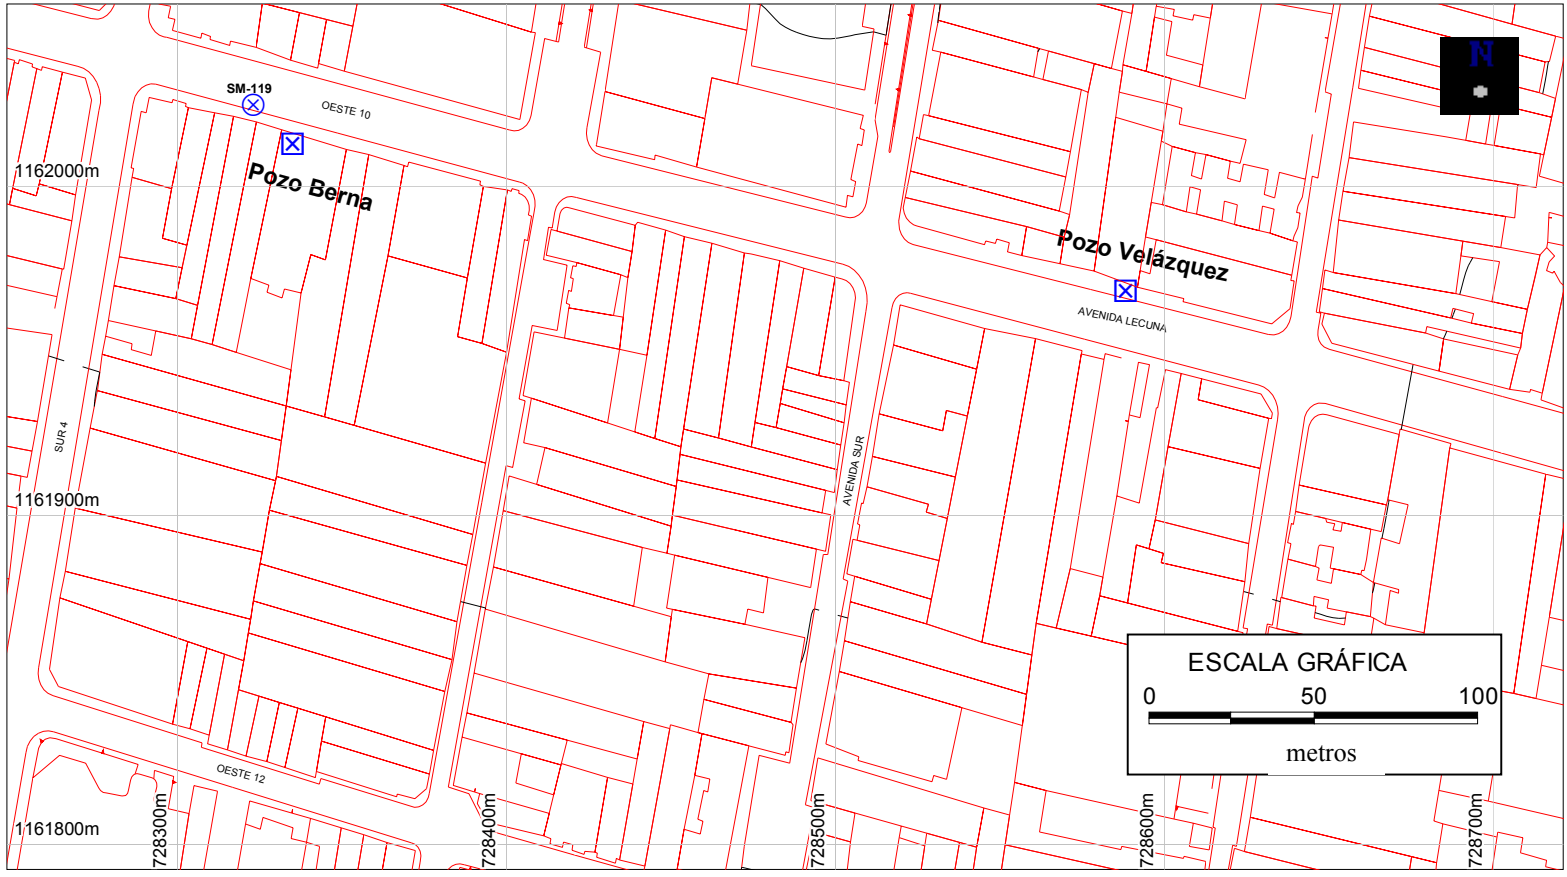 N
SM-119
OESTE 10
1162000m
Pozo Berna
Pozo Velázquez
AVENIDA LECUNA
SUR 4
AVENIDA SUR
1161900m
ESCALA GRÁFICA
0 50 100
metros
OESTE 12
1161800m
728300m
728400m
728500m
728600m
728700m